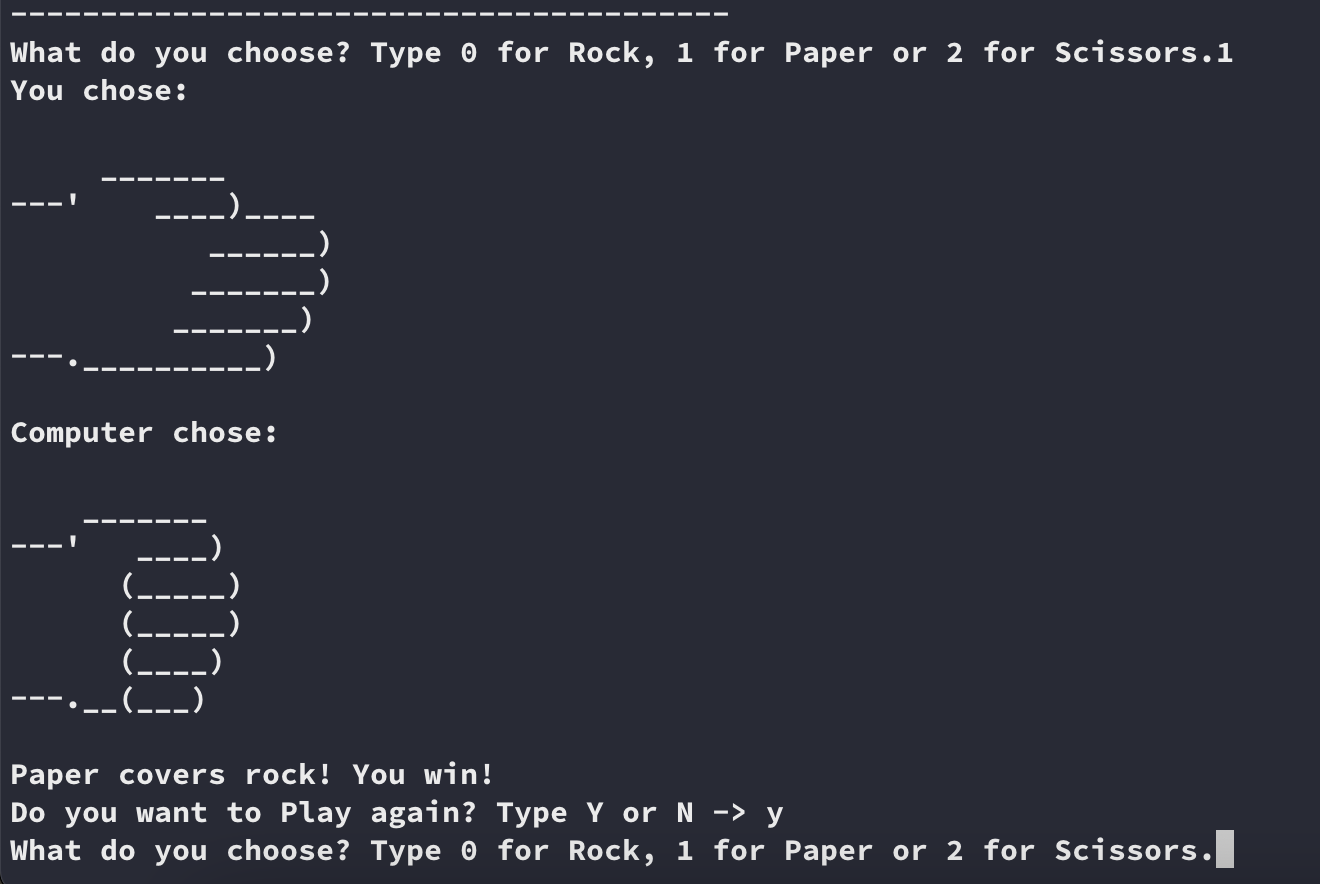 ----------------------------------------
What do you choose? Type 0 for Rock, 1 for Paper or 2 for Scissors.1
You chose:

     _______
---'    ____)____
           ______)
          _______)
         _______)
---.__________)

Computer chose:

    _______
---'   ____)
      (_____)
      (_____)
      (____)
---.__(___)

Paper covers rock! You win!
Do you want to Play again? Type Y or N -> y
What do you choose? Type 0 for Rock, 1 for Paper or 2 for Scissors.